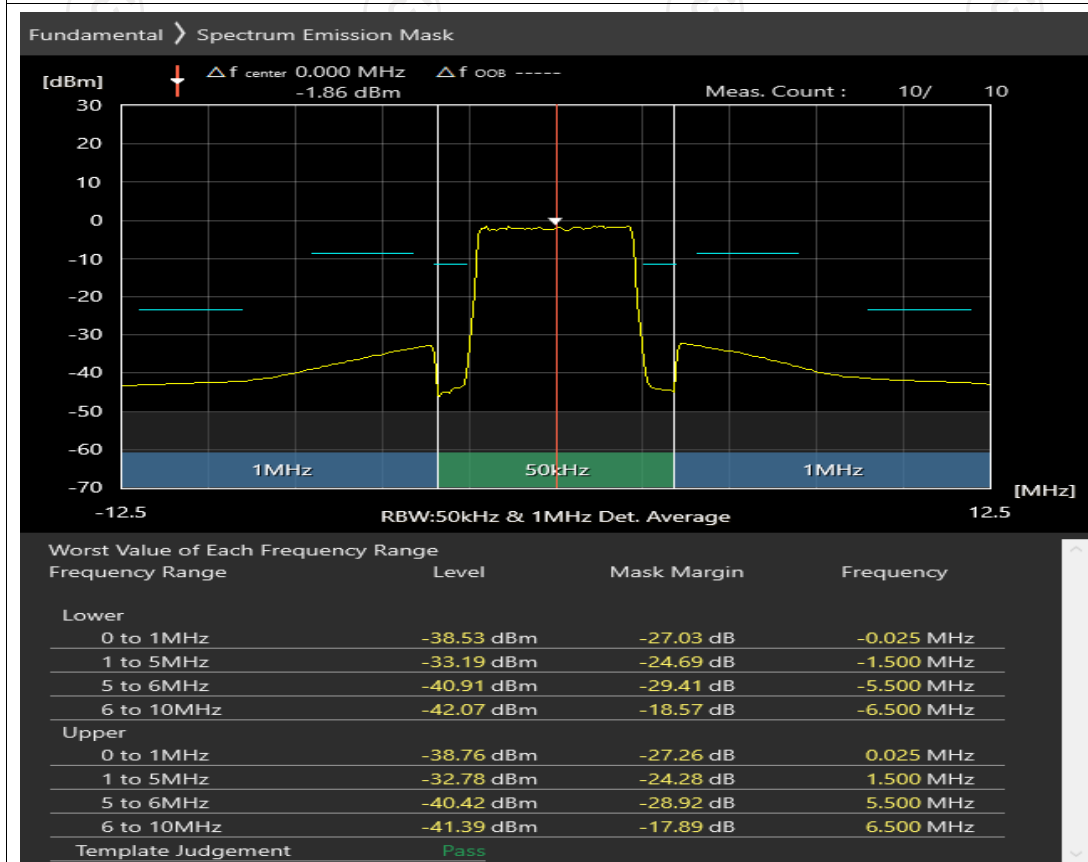 Fundamental ❯ Spectrum Emission Mask
[dBm] △f center 0.000 MHz △f OOB -----
-1.86 dBm Meas. Count : 10/ 10
30
20
10
0
-10
-20
-30
-40
-50
-60
1MHz 50kHz 1MHz
-70
[MHz]
-12.5 RBW:50kHz & 1MHz Det. Average 12.5
Worst Value of Each Frequency Range
Frequency Range Level Mask Margin Frequency
Lower
0 to 1MHz -38.53 dBm -27.03 dB -0.025 MHz
1 to 5MHz -33.19 dBm -24.69 dB -1.500 MHz
5 to 6MHz -40.91 dBm -29.41 dB -5.500 MHz
6 to 10MHz -42.07 dBm -18.57 dB -6.500 MHz
Upper
0 to 1MHz -38.76 dBm -27.26 dB 0.025 MHz
1 to 5MHz -32.78 dBm -24.28 dB 1.500 MHz
5 to 6MHz -40.42 dBm -28.92 dB 5.500 MHz
6 to 10MHz -41.39 dBm -17.89 dB 6.500 MHz
Template Judgement Pass